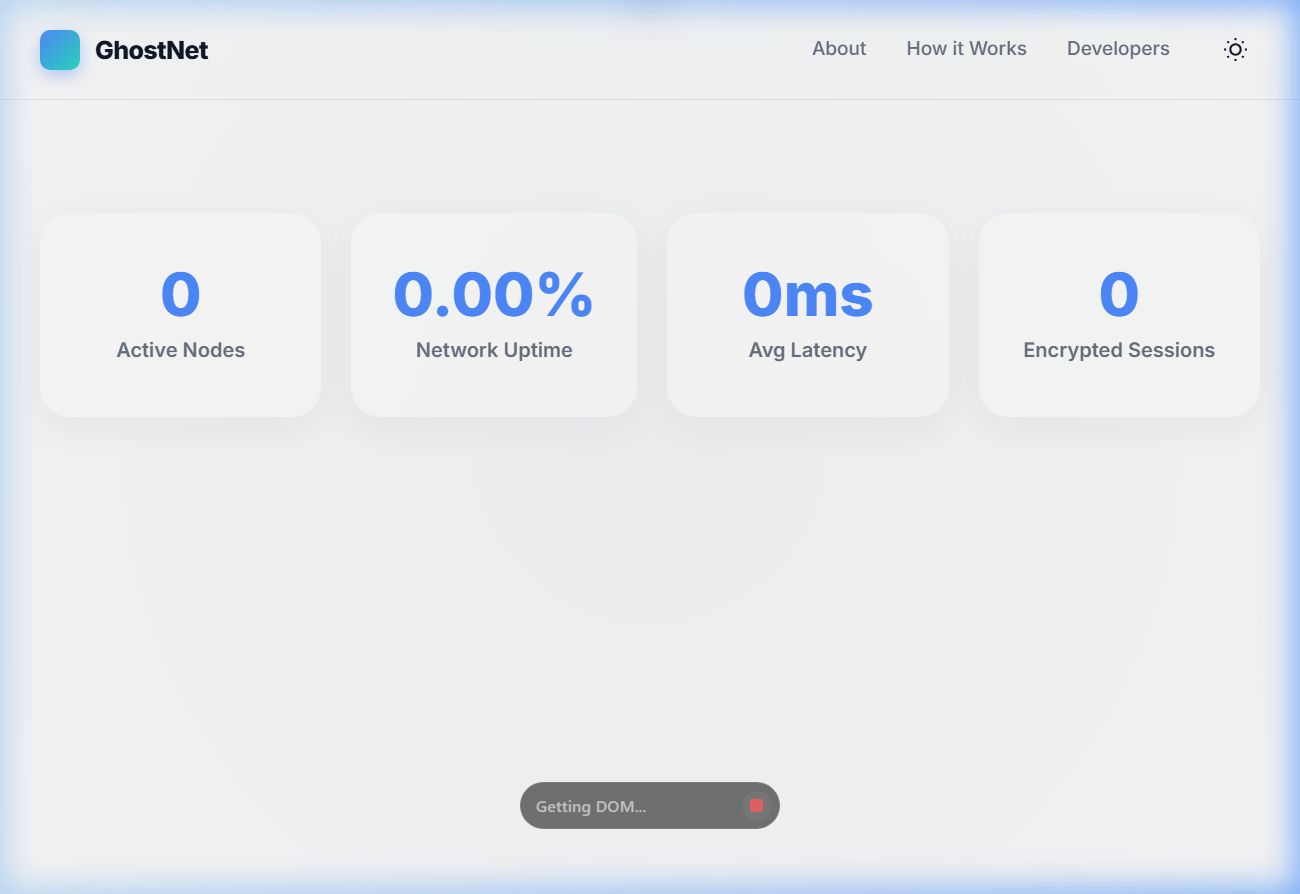 GhostNet
About
How it Works
Developers
0
Active Nodes
0.00%
Network Uptime
0ms
Avg Latency
0
Encrypted Sessions
Getting DOM...